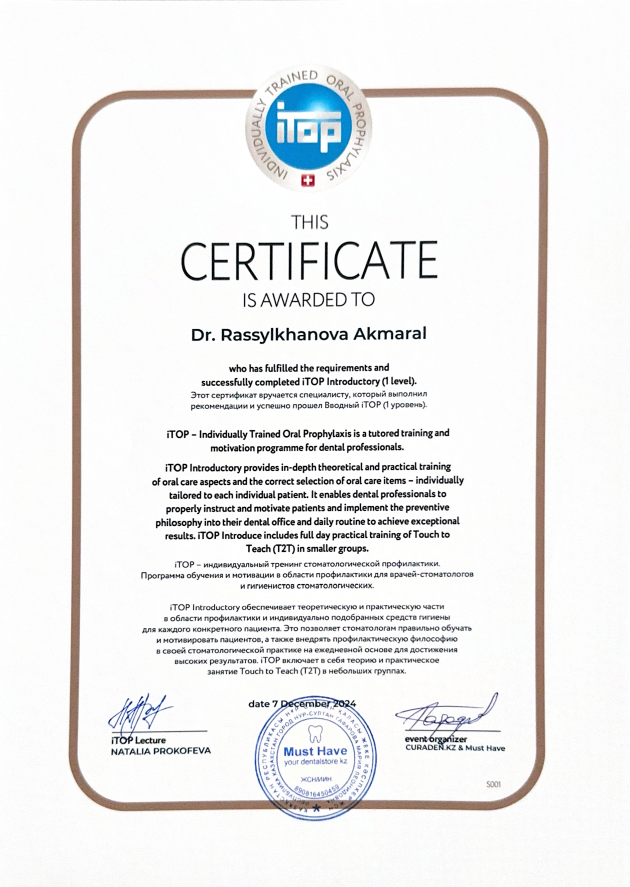 INDIVIDUALLY TRAINED ORAL PROPHYLAXIS
iTOP
THIS
CERTIFICATE
IS AWARDED TO
Dr. Rassylkhanova Akmaral
who has fulfilled the requirements and
successfully completed iTOP Introductory (1 level).
Этот сертификат вручается специалисту, который выполнил
рекомендации и успешно прошел Вводный iTOP (1 уровень).
iTOP – Individually Trained Oral Prophylaxis is a tutored training and
motivation programme for dental professionals.
iTOP Introductory provides in-depth theoretical and practical training
of oral care aspects and the correct selection of oral care items – individually
tailored to each individual patient. It enables dental professionals to
properly instruct and motivate patients and implement the preventive
philosophy into their dental office and daily routine to achieve exceptional
results. iTOP Introduce includes full day practical training of Touch to
Teach (T2T) in smaller groups.
iTOP – индивидуальный тренинг стоматологической профилактики.
Программа обучения и мотивации в области профилактики для врачей-стоматологов
и гигиенистов стоматологических.
iTOP Introductory обеспечивает теоретическую и практическую части
в области профилактики и индивидуально подобранных средств гигиены
для каждого конкретного пациента. Это позволяет стоматологам правильно обучать
и мотивировать пациентов, а также внедрять профилактическую философию
в своей стоматологической практике на ежедневной основе для достижения
высоких результатов. iTOP включает в себя теорию и практическое
занятие Touch to Teach (T2T) в небольших группах.
date 7 December 2024
iTOP Lecture
NATALIA PROKOFEVA
Must Have
your dentalstore kz
ЖСН/ИИН
890816450459
event organizer
CURADEN.KZ & Must Have
S001